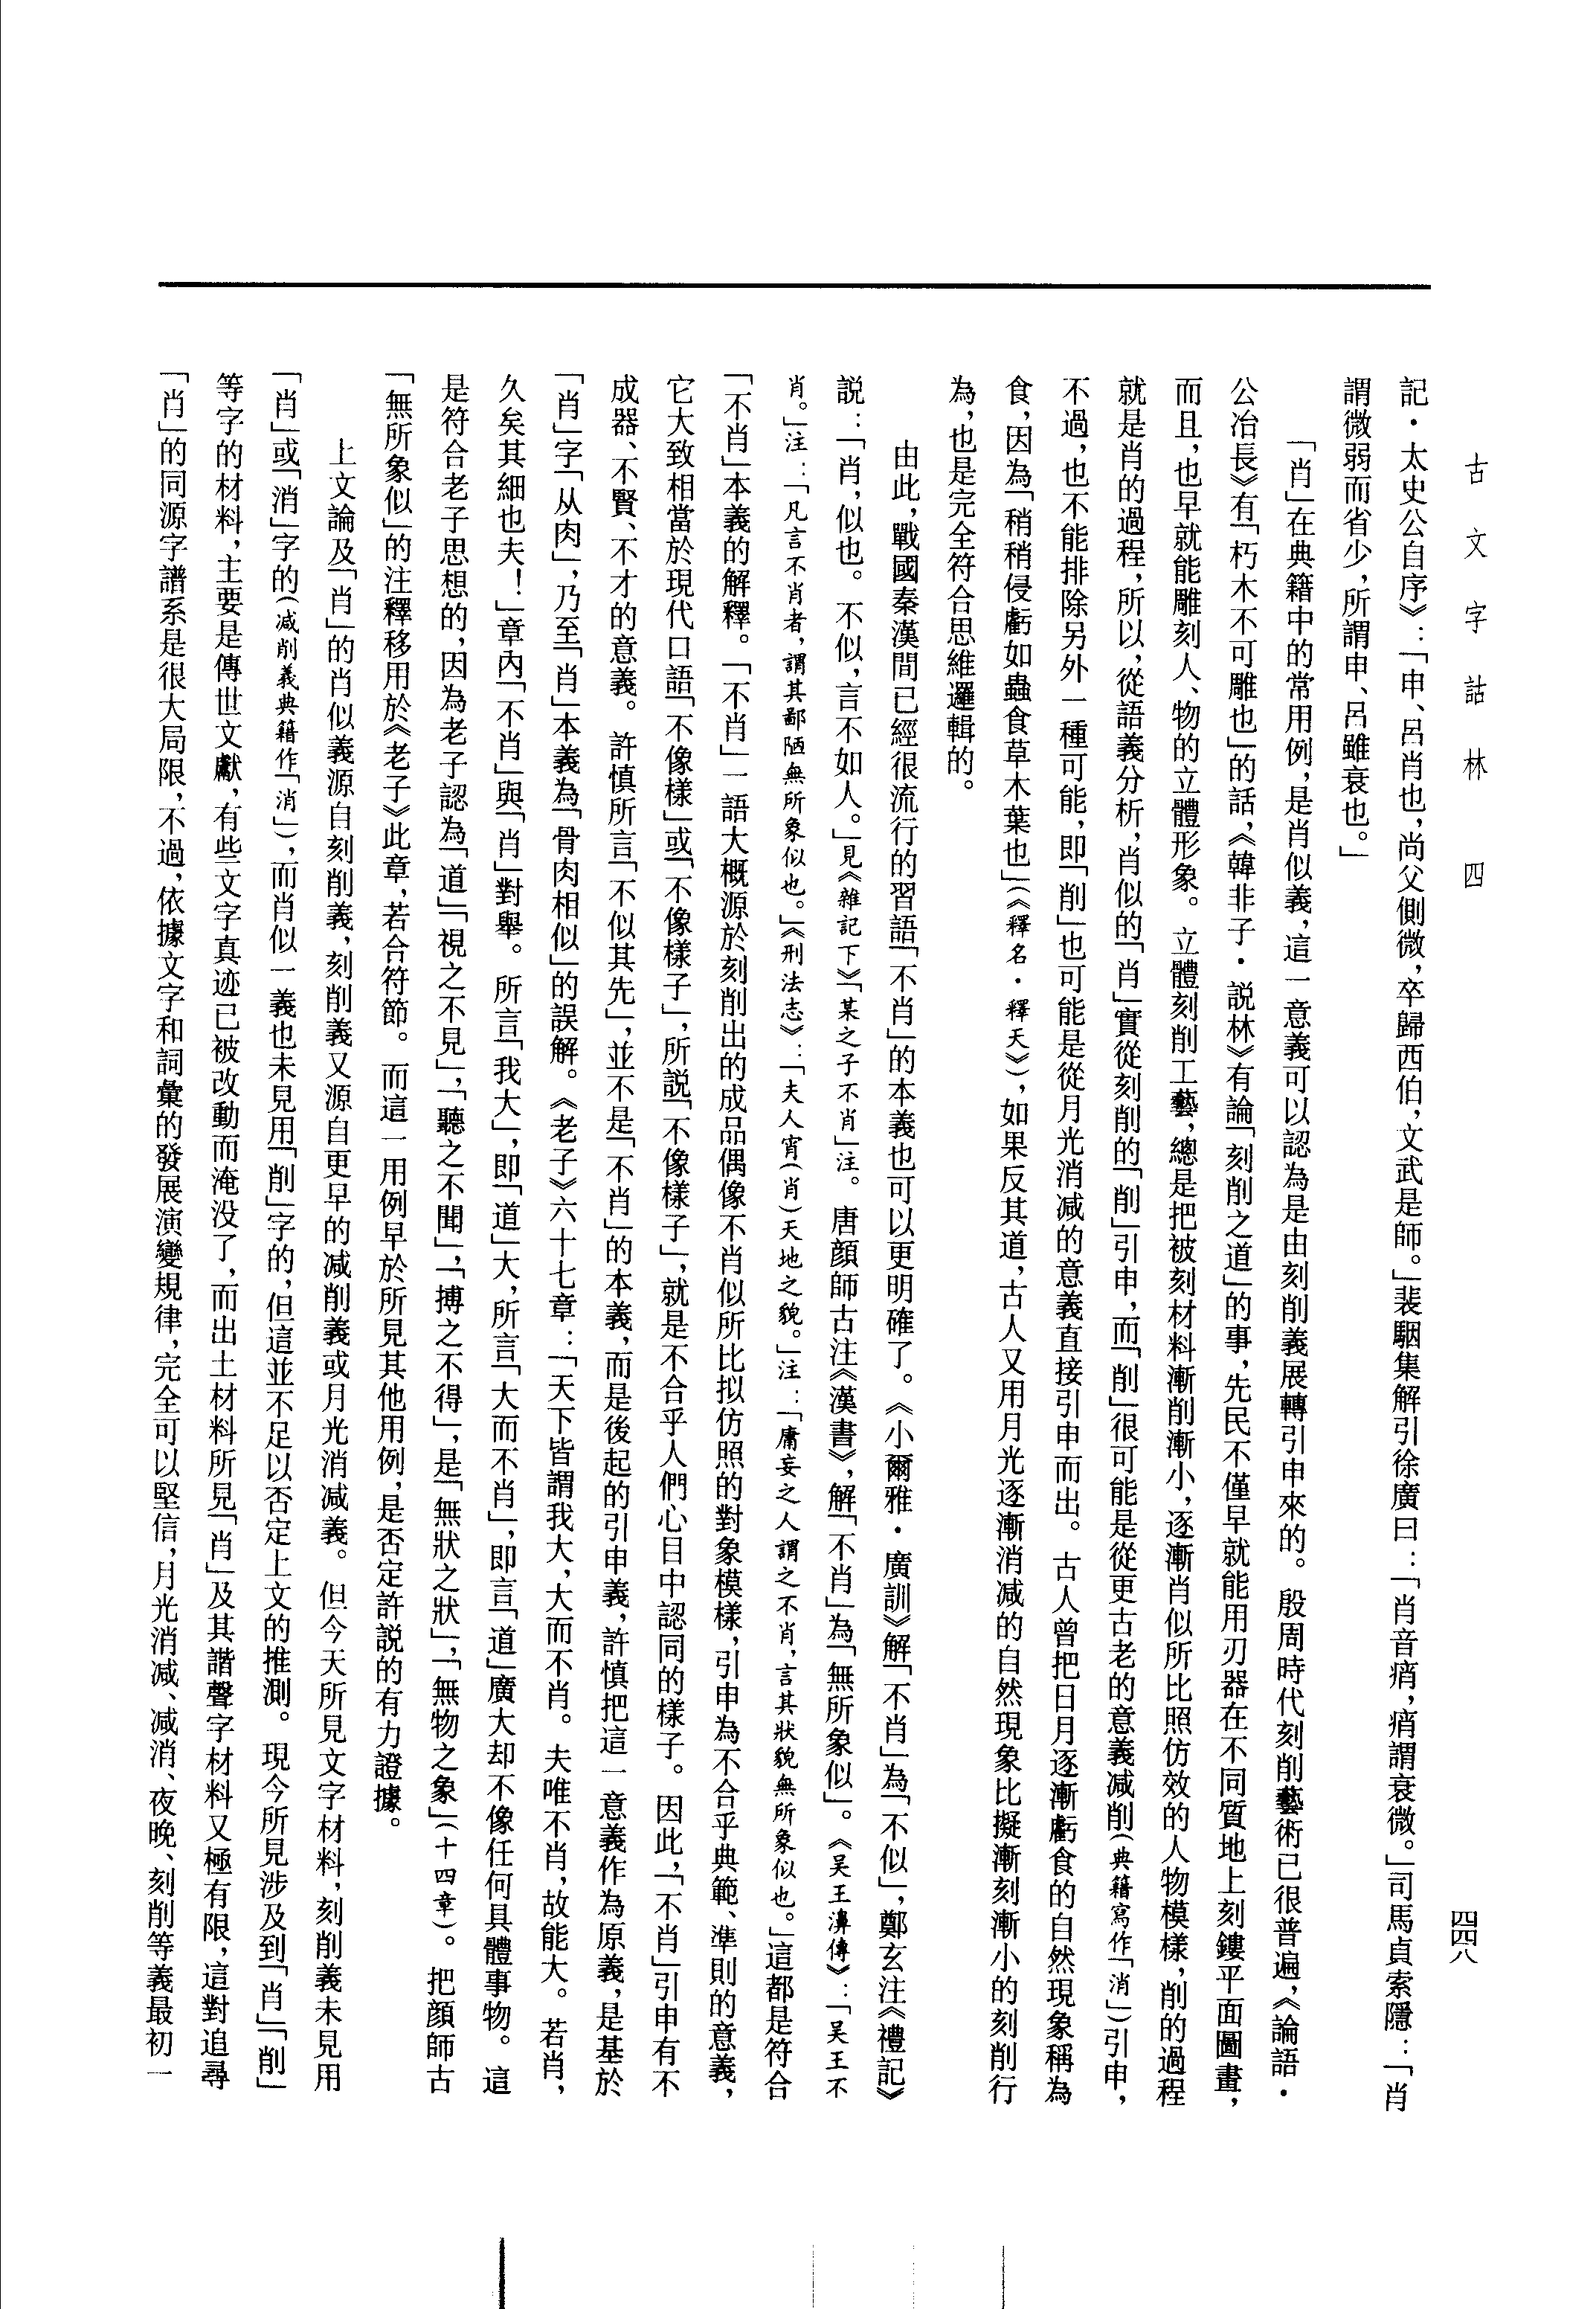 古文字詁林 四
四四八
記·太史公自序》：「申、呂肖也，尚父側微，卒歸西伯，文武是師。」裴駰集解引徐廣曰：「肖音痟，痟謂衰微。」司馬貞索隱：「肖
謂微弱而省少，所謂申、呂雖衰也。」
「肖」在典籍中的常用例，是肖似義，這一意義可以認為是由刻削義展轉引申來的。殷周時代刻削藝術已很普遍，《論語·
公冶長》有「朽木不可雕也」的話，《韓非子·說林》有論「刻削之道」的事，先民不僅早就能用刃器在不同質地上刻鏤平面圖畫，
而且，也早就能雕刻人、物的立體形象。立體刻削工藝，總是把被刻材料漸削漸小，逐漸肖似所比照仿效的人物模樣，削的過程
就是肖的過程，所以，從語義分析，肖似的「肖」實從刻削的「削」引申，而「削」很可能是從更古老的意義減削（典籍寫作「消」）引申，
不過，也不能排除另外一種可能，即「削」也可能是從月光消減的意義直接引申而出。古人曾把日月逐漸虧食的自然現象稱為
食，因為「稍稍侵虧如蟲食草木葉也」（《釋名·釋天》），如果反其道，古人又用月光逐漸消減的自然現象比擬漸刻漸小的刻削行
為，也是完全符合思維邏輯的。
由此，戰國秦漢間已經很流行的習語「不肖」的本義也可以更明確了。《小爾雅·廣訓》解「不肖」為「不似」，鄭玄注《禮記》
説：「肖，似也。不似，言不如人。」見《雜記下》「某之子不肖」注。唐顏師古注《漢書》，解「不肖」為「無所象似」。《吴王濞傳》：「吴王不
肖。」注：「凡言不肖者，謂其鄙陋無所象似也。」《刑法志》：「夫人宵（肖）天地之貌。」注：「庸妄之人謂之不肖，言其狀貌無所象似也。」這都是符合
「不肖」本義的解釋。「不肖」一語大概源於刻削出的成品偶像不肖似所比拟仿照的對象模樣，引申為不合乎典範、準則的意義，
它大致相當於現代口語「不像樣」或「不像樣子」，所説「不像樣子」，就是不合乎人們心目中認同的樣子。因此，「不肖」引申有不
成器、不賢、不才的意義。許慎所言「不似其先」，並不是「不肖」的本義，而是後起的引申義，許慎把這一意義作為原義，是基於
「肖」字「从肉」，乃至「肖」本義為「骨肉相似」的誤解。《老子》六十七章：「天下皆謂我大，大而不肖。夫唯不肖，故能大。若肖，
久矣其細也夫！」章內「不肖」與「肖」對舉。所言「我大」，即「道」大，所言「大而不肖」，即言「道」廣大却不像任何具體事物。這
是符合老子思想的，因為老子認為「道」「視之不見」，「聽之不聞」，「搏之不得」，是「無狀之狀」，「無物之象」（十四章）。把顏師古
「無所象似」的注釋移用於《老子》此章，若合符節。而這一用例早於所見其他用例，是否定許説的有力證據。
上文論及「肖」的肖似義源自刻削義，刻削義又源自更早的減削義或月光消減義。但今天所見文字材料，刻削義未見用
「肖」或「消」字的（減削義典籍作「消」），而肖似一義也未見用「削」字的，但這並不足以否定上文的推測。現今所見涉及到「肖」「削」
等字的材料，主要是傳世文獻，有些文字真迹已被改動而淹没了，而出土材料所見「肖」及其諧聲字材料又極有限，這對追尋
「肖」的同源字譜系是很大局限，不過，依據文字和詞彙的發展演變規律，完全可以堅信，月光消減、減消、夜晚、刻削等義最初一